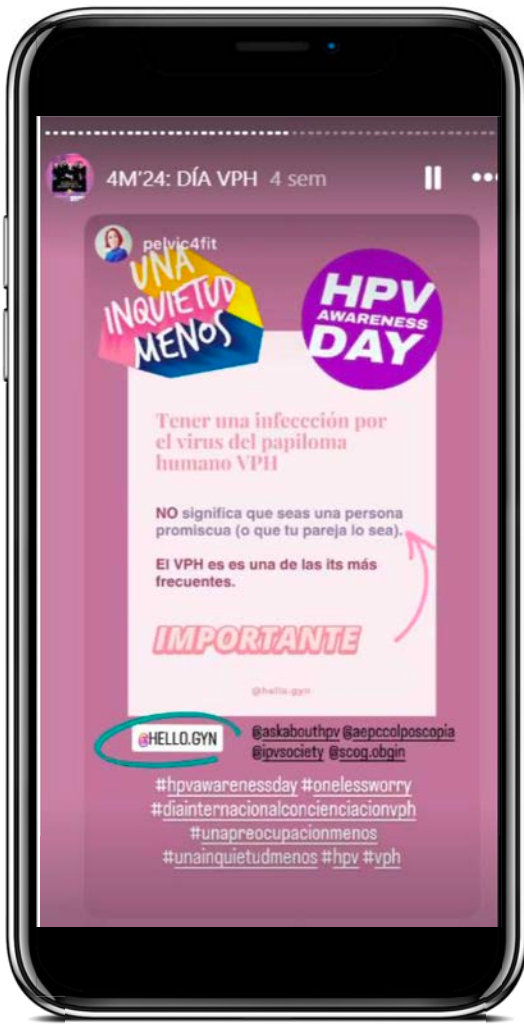 4M'24: DÍA VPH 4 sem
pelvic4fit
UNA
INQUIETUD
MENOS
HPV
AWARENESS
DAY
Tener una infeccción por
el virus del papiloma
humano VPH
NO significa que seas una persona
promiscua (o que tu pareja lo sea).
El VPH es es una de las its más
frecuentes.
IMPORTANTE
@hello.gyn
@HELLO.GYN
@askabouthpv @aepccolposcopia
@ipvsociety @scog.obgin
#hpvawarenessday #onelessworry
#diainternacionalconcienciacionvph
#unapreocupacionmenos
#unainquietudmenos #hpv #vph